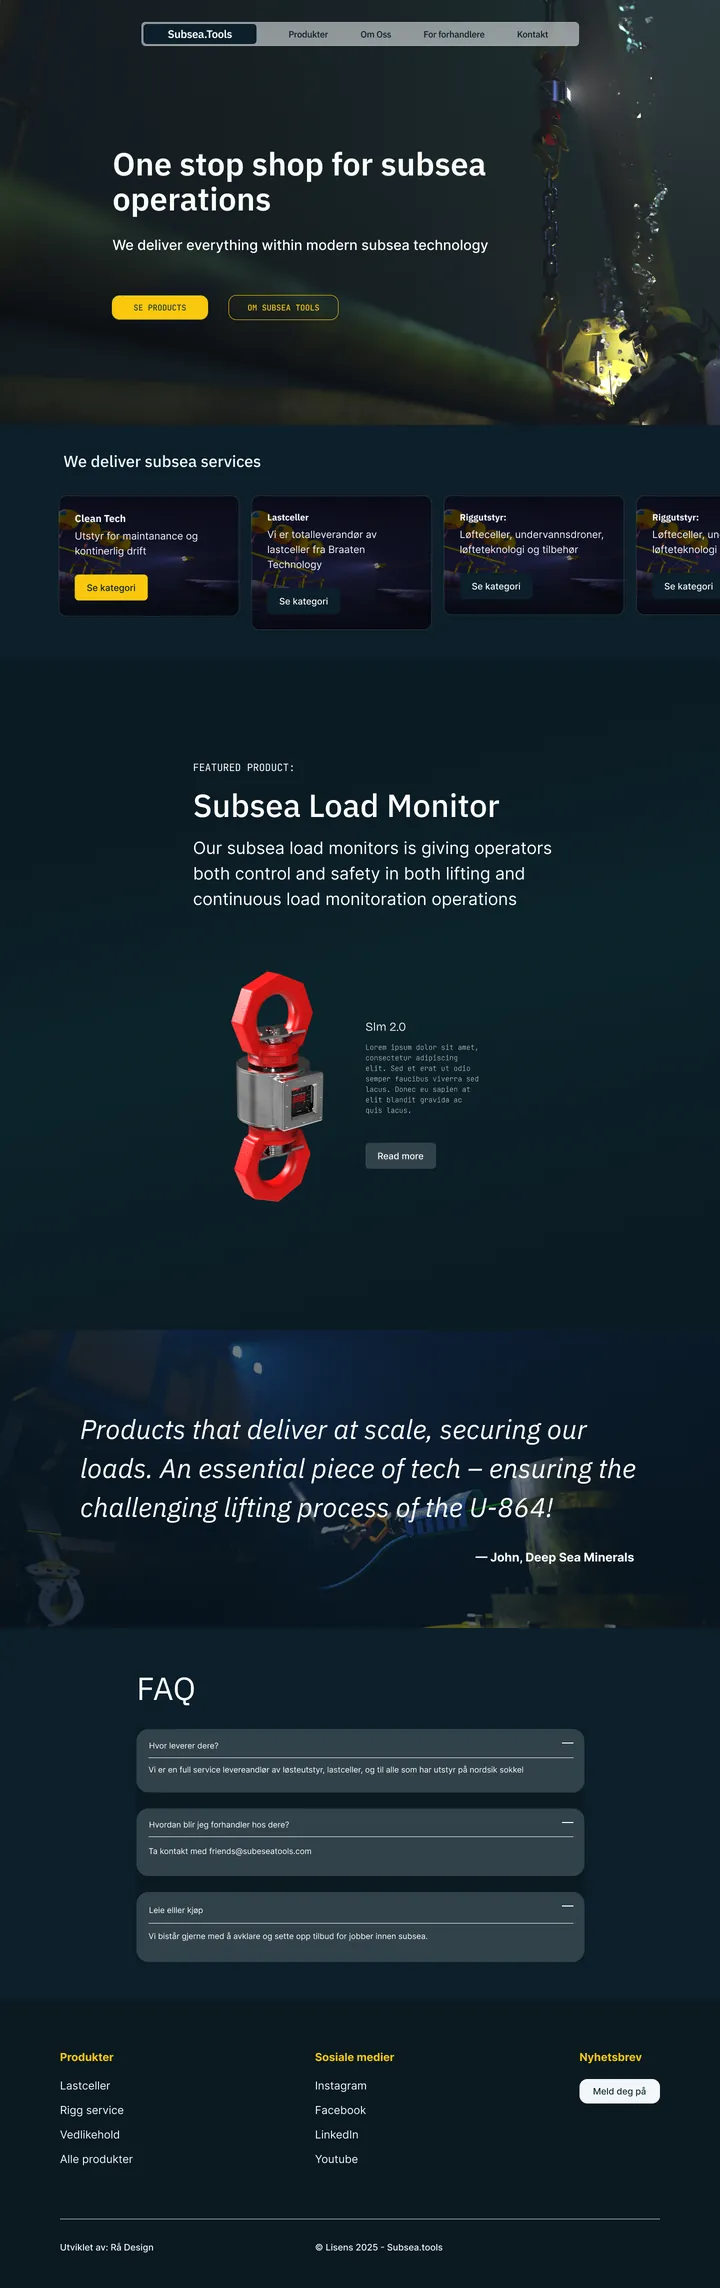 Subsea.Tools
Produkter
Om Oss
For forhandlere
Kontakt
One stop shop for subsea
operations
We deliver everything within modern subsea technology
SE PRODUCTS
OM SUBSEA TOOLS
We deliver subsea services
Clean Tech
Utstyr for maintanance og
kontinerlig drift
Se kategori
Lastceller
Vi er totalleverandør av
lastceller fra Braaten
Technology
Se kategori
Riggutstyr:
Løfteceller, undervannsdroner,
løfteteknologi og tilbehør
Se kategori
Riggutstyr:
Løfteceller, un
løfteteknologi
Se kategori
FEATURED PRODUCT:
Subsea Load Monitor
Our subsea load monitors is giving operators
both control and safety in both lifting and
continuous load monitoration operations
Slm 2.0
Lorem ipsum dolor sit amet,
consectetur adipiscing
elit. Sed et erat ut odio
semper faucibus viverra sed
lacus. Donec eu sapien at
elit blandit gravida ac
quis lacus.
Read more
Products that deliver at scale, securing our
loads. An essential piece of tech – ensuring the
challenging lifting process of the U-864!
— John, Deep Sea Minerals
FAQ
Hvor leverer dere?
Vi er en full service levereandlør av løsteutstyr, lastceller, og til alle som har utstyr på nordsik sokkel
Hvordan blir jeg forhandler hos dere?
Ta kontakt med friends@subeseatools.com
Leie eiller kjøp
Vi bistår gjerne med å avklare og sette opp tilbud for jobber innen subsea.
Produkter
Lastceller
Rigg service
Vedlikehold
Alle produkter
Sosiale medier
Instagram
Facebook
LinkedIn
Youtube
Nyhetsbrev
Meld deg på
Utviklet av: Rå Design
© Lisens 2025 - Subsea.tools